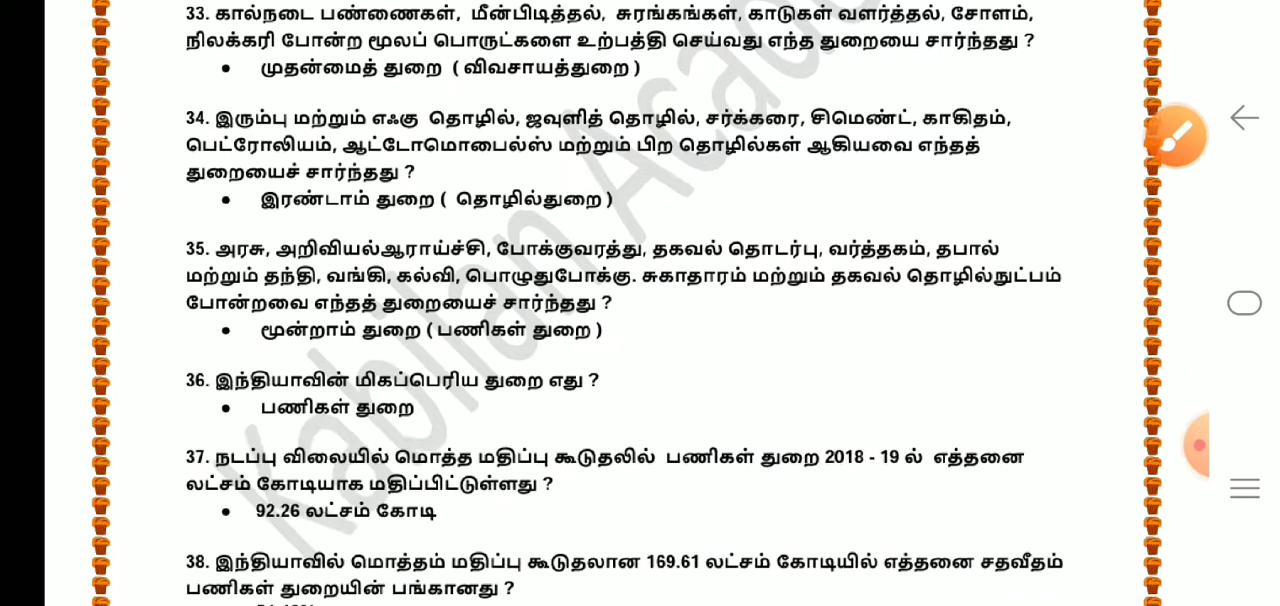 33. கால்நடை பண்ணைகள், மீன்பிடித்தல், சுரங்கங்கள், காடுகள் வளர்த்தல், சோளம்,
நிலக்கரி போன்ற மூலப் பொருட்களை உற்பத்தி செய்வது எந்த துறையை சார்ந்தது ?
• முதன்மைத் துறை ( விவசாயத்துறை )
34. இரும்பு மற்றும் எஃகு தொழில், ஜவுளித் தொழில், சர்க்கரை, சிமெண்ட், காகிதம்,
பெட்ரோலியம், ஆட்டோமொபைல்ஸ் மற்றும் பிற தொழில்கள் ஆகியவை எந்தத்
துறையைச் சார்ந்தது ?
• இரண்டாம் துறை ( தொழில்துறை )
35. அரசு, அறிவியல்ஆராய்ச்சி, போக்குவரத்து, தகவல் தொடர்பு, வர்த்தகம், தபால்
மற்றும் தந்தி, வங்கி, கல்வி, பொழுதுபோக்கு. சுகாதாரம் மற்றும் தகவல் தொழில்நுட்பம்
போன்றவை எந்தத் துறையைச் சார்ந்தது ?
• மூன்றாம் துறை ( பணிகள் துறை )
36. இந்தியாவின் மிகப்பெரிய துறை எது ?
• பணிகள் துறை
37. நடப்பு விலையில் மொத்த மதிப்பு கூடுதலில் பணிகள் துறை 2018 - 19 ல் எத்தனை
லட்சம் கோடியாக மதிப்பிட்டுள்ளது ?
• 92.26 லட்சம் கோடி
38. இந்தியாவில் மொத்தம் மதிப்பு கூடுதலான 169.61 லட்சம் கோடியில் எத்தனை சதவீதம்
பணிகள் துறையின் பங்கானது ?
Kabilan Academy